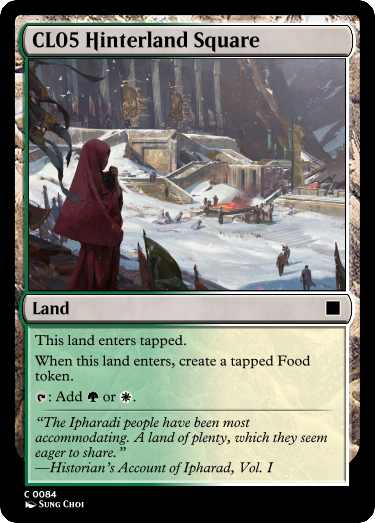 CL05 Hinterland Square
Land
This land enters tapped.
When this land enters, create a tapped Food
token.
: Add or .
“The Ipharadi people have been most
accommodating. A land of plenty, which they seem
eager to share.”
—Historian’s Account of Ipharad, Vol. I
C 0084
Sung Choi